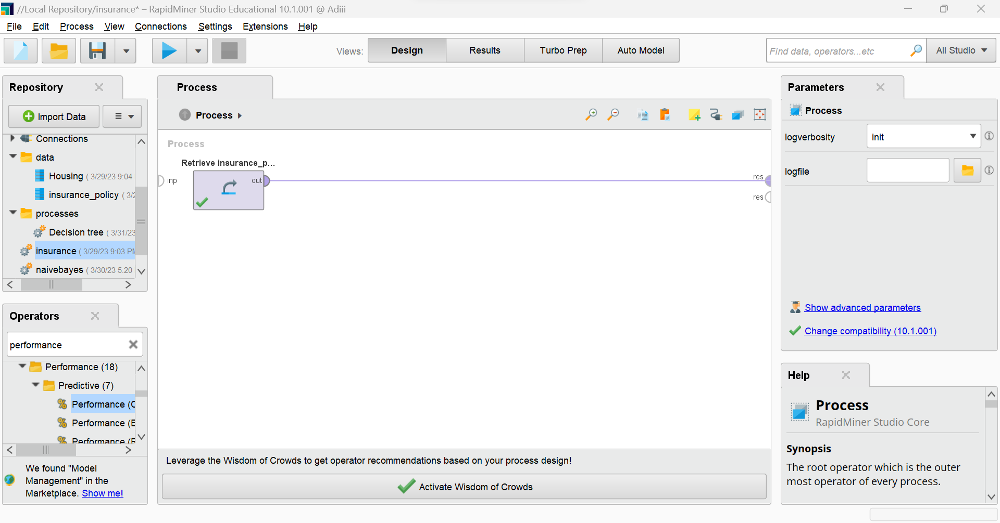 //Local Repository/insurance* – RapidMiner Studio Educational 10.1.001 @ Adiii
File Edit Process View Connections Settings Extensions Help
Views: Design Results Turbo Prep Auto Model
Find data, operators...etc
All Studio
Repository
Import Data
Connections
data
Housing ( 3/29/23 9:04
insurance_policy ( 3/2
processes
Decision tree ( 3/31/23
insurance ( 3/29/23 9:03 PM
naivebayes ( 3/30/23 5:20
Operators
performance
Performance (18)
Predictive (7)
Performance (C
Performance (E
Performance (F
We found "Model
Management" in the
Marketplace. Show me!
Process
Process
Process
Retrieve insurance_p...
inp
out
res
res
Leverage the Wisdom of Crowds to get operator recommendations based on your process design!
Activate Wisdom of Crowds
Parameters
Process
logverbosity
init
logfile
Show advanced parameters
Change compatibility (10.1.001)
Help
Process
RapidMiner Studio Core
Synopsis
The root operator which is the outer
most operator of every process.